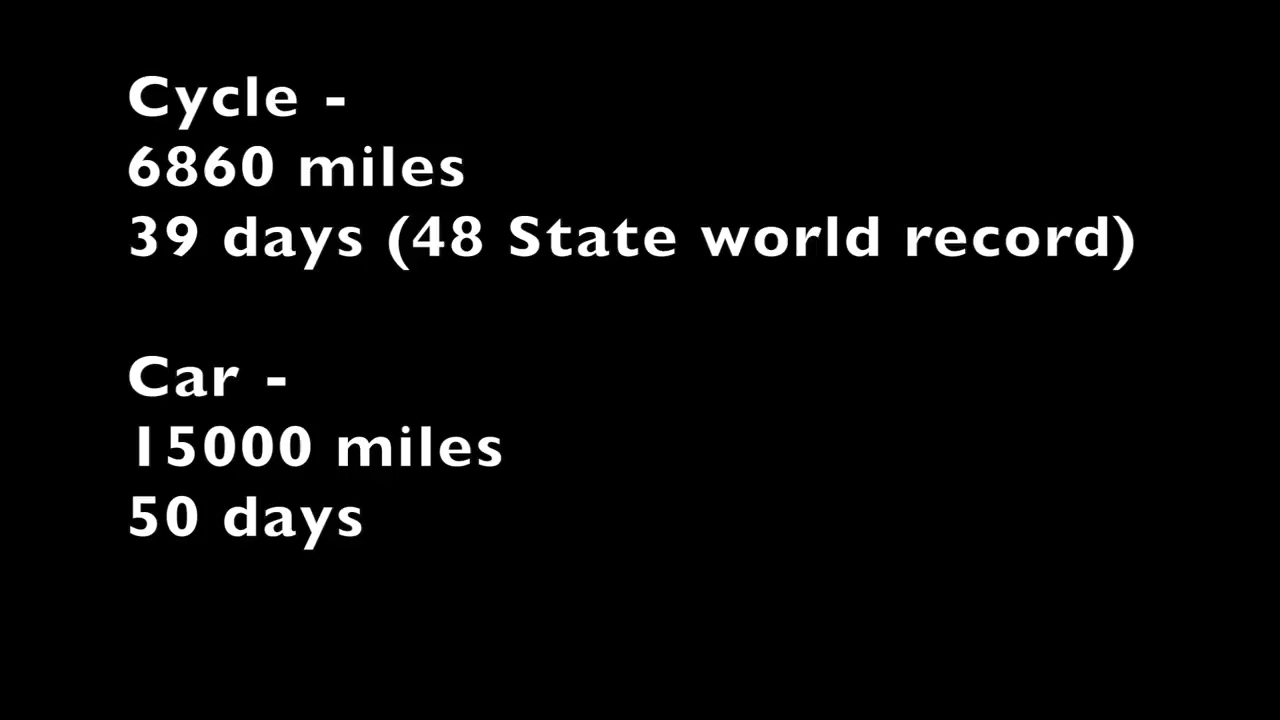 Cycle -
6860 miles
39 days (48 State world record)
Car -
15000 miles
50 days